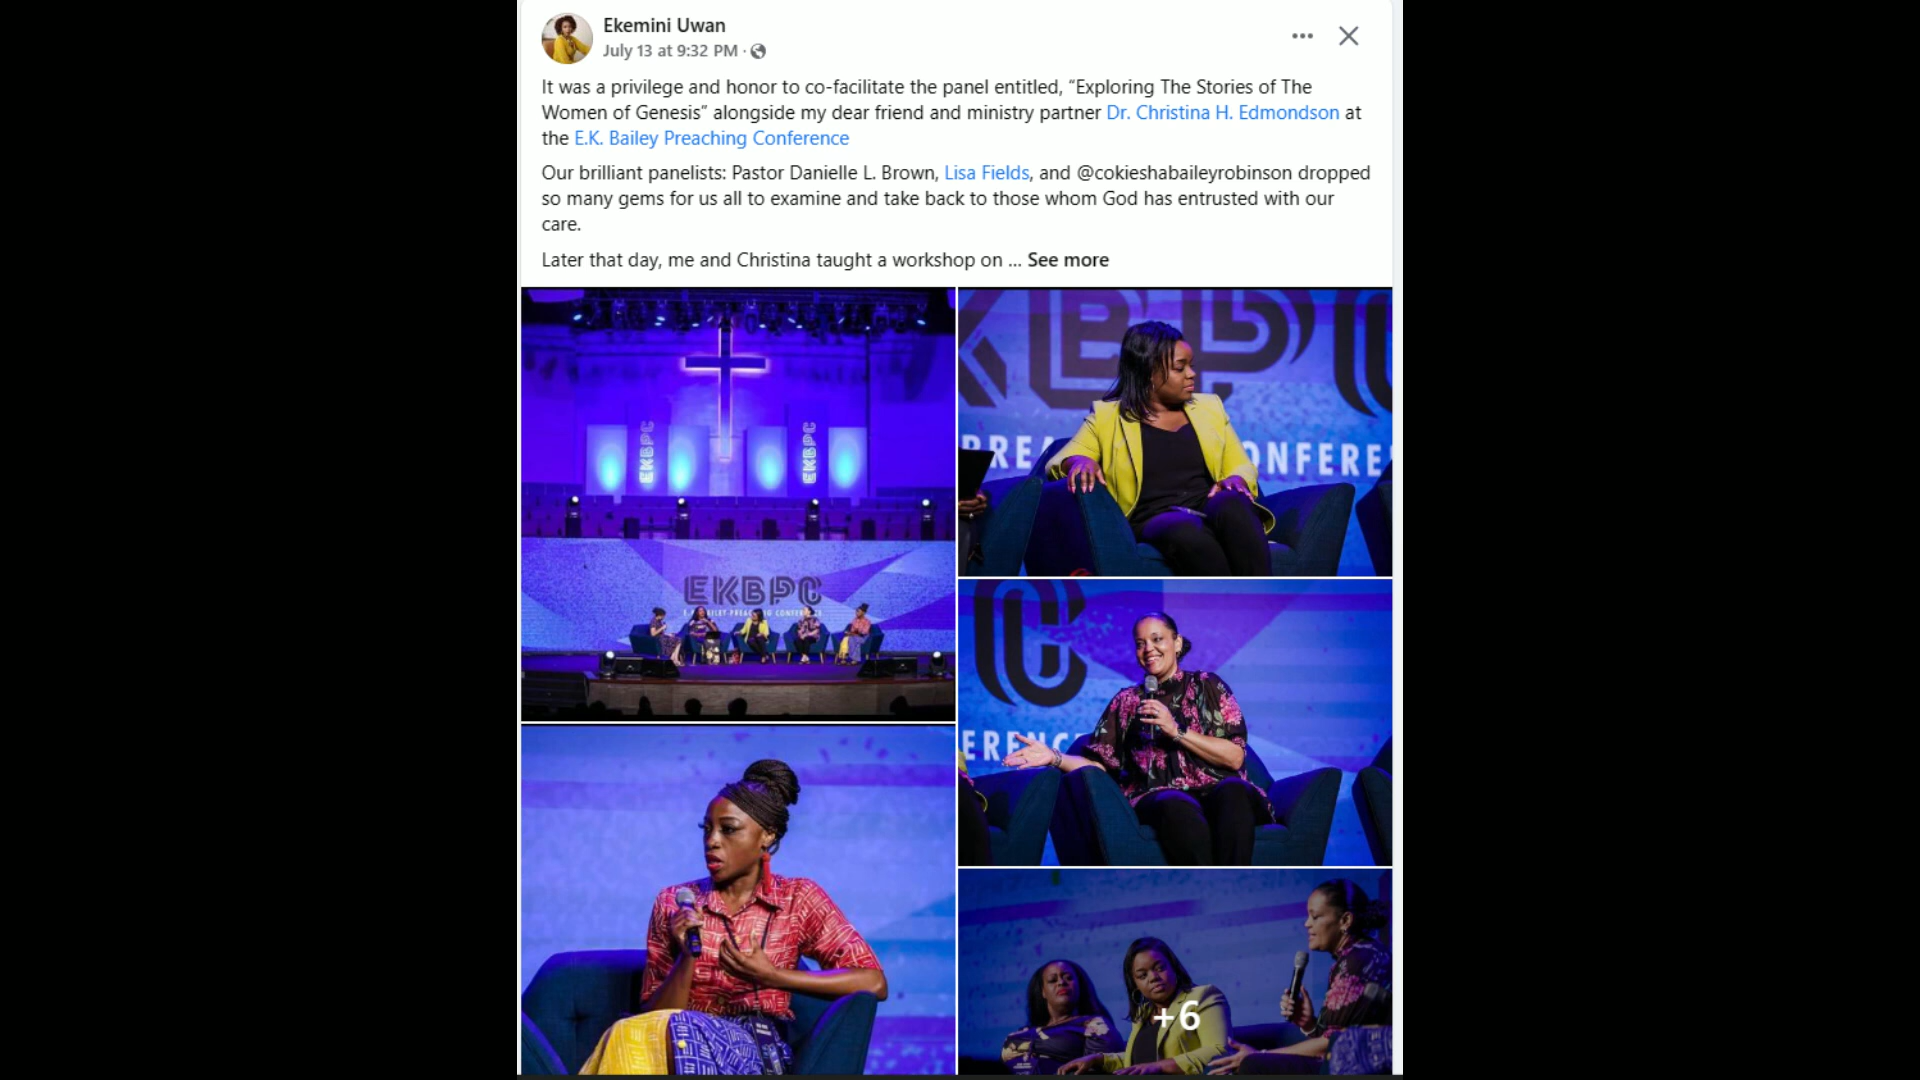 Ekemini Uwan
July 13 at 9:32 PM ·
It was a privilege and honor to co-facilitate the panel entitled, “Exploring The Stories of The
Women of Genesis” alongside my dear friend and ministry partner Dr. Christina H. Edmondson at
the E.K. Bailey Preaching Conference
Our brilliant panelists: Pastor Danielle L. Brown, Lisa Fields, and @cokieshabaileyrobinson dropped
so many gems for us all to examine and take back to those whom God has entrusted with our
care.
Later that day, me and Christina taught a workshop on ... See more
EKBPC
EKBPC
EKBPC
KBPC
PREA
ONFERE
C
ERENC
+6